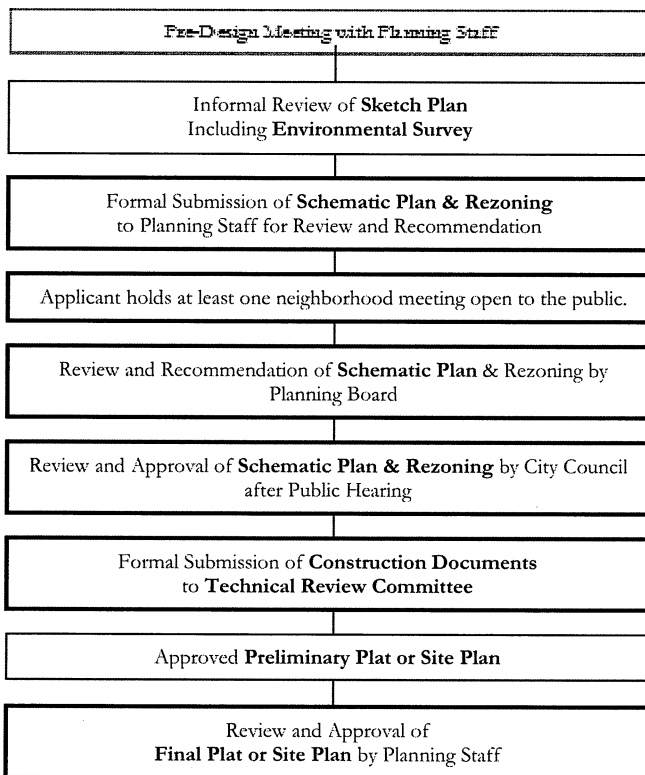 Pre-Design Meeting with Planning Staff
Informal Review of Sketch Plan
Including Environmental Survey
Formal Submission of Schematic Plan & Rezoning
to Planning Staff for Review and Recommendation
Applicant holds at least one neighborhood meeting open to the public.
Review and Recommendation of Schematic Plan & Rezoning by
Planning Board
Review and Approval of Schematic Plan & Rezoning by City Council
after Public Hearing
Formal Submission of Construction Documents
to Technical Review Committee
Approved Preliminary Plat or Site Plan
Review and Approval of
Final Plat or Site Plan by Planning Staff